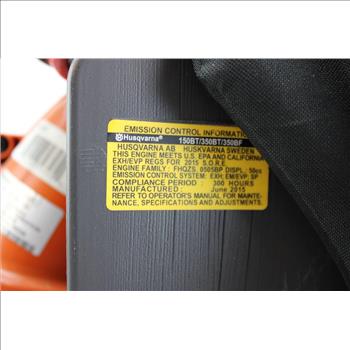 EMISSION CONTROL INFORMATION
Husqvarna® 150BT/350BT/350BF
HUSQVARNA AB HUSKVARNA SWEDEN
THIS ENGINE MEETS U.S. EPA AND CALIFORNIA
EXH/EVP REGS FOR 2015 S.O.R.E
ENGINE FAMILY : FHQZS .0505BP DISPL : 50cc
EMISSION CONTROL SYSTEM: EXH; EM/EVP; SP
COMPLIANCE PERIOD : 300 HOURS
June 2015
REFER TO OPERATOR'S MANUAL FOR MAINTE-
NANCE, SPECIFICATIONS AND ADJUSTMENTS.